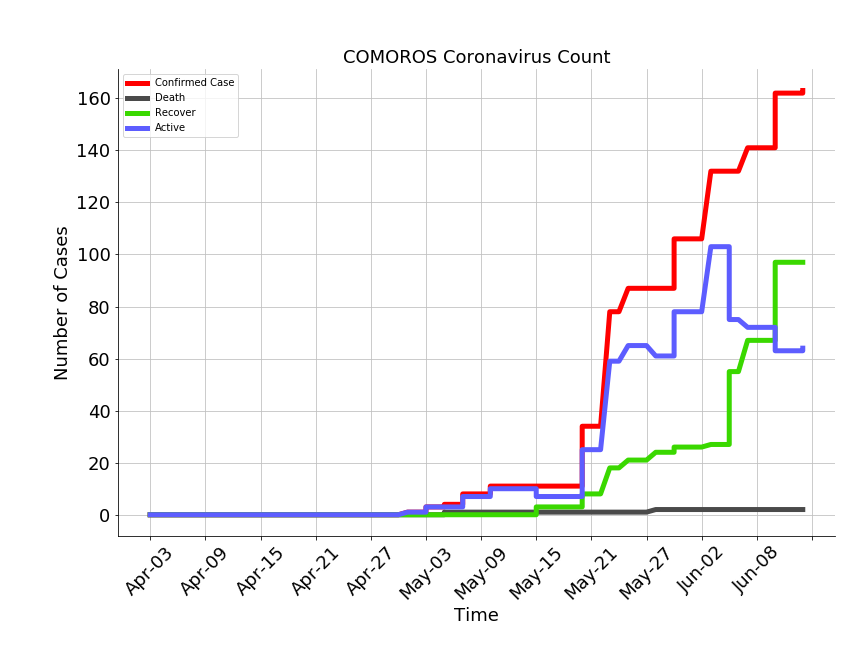 COMOROS Coronavirus Count
Confirmed Case
Death
Recover
Active
160
140
120
100
80
60
40
20
0
Number of Cases
Apr-03
Apr-09
Apr-15
Apr-21
Apr-27
May-03
May-09
May-15
May-21
May-27
Jun-02
Jun-08
Time